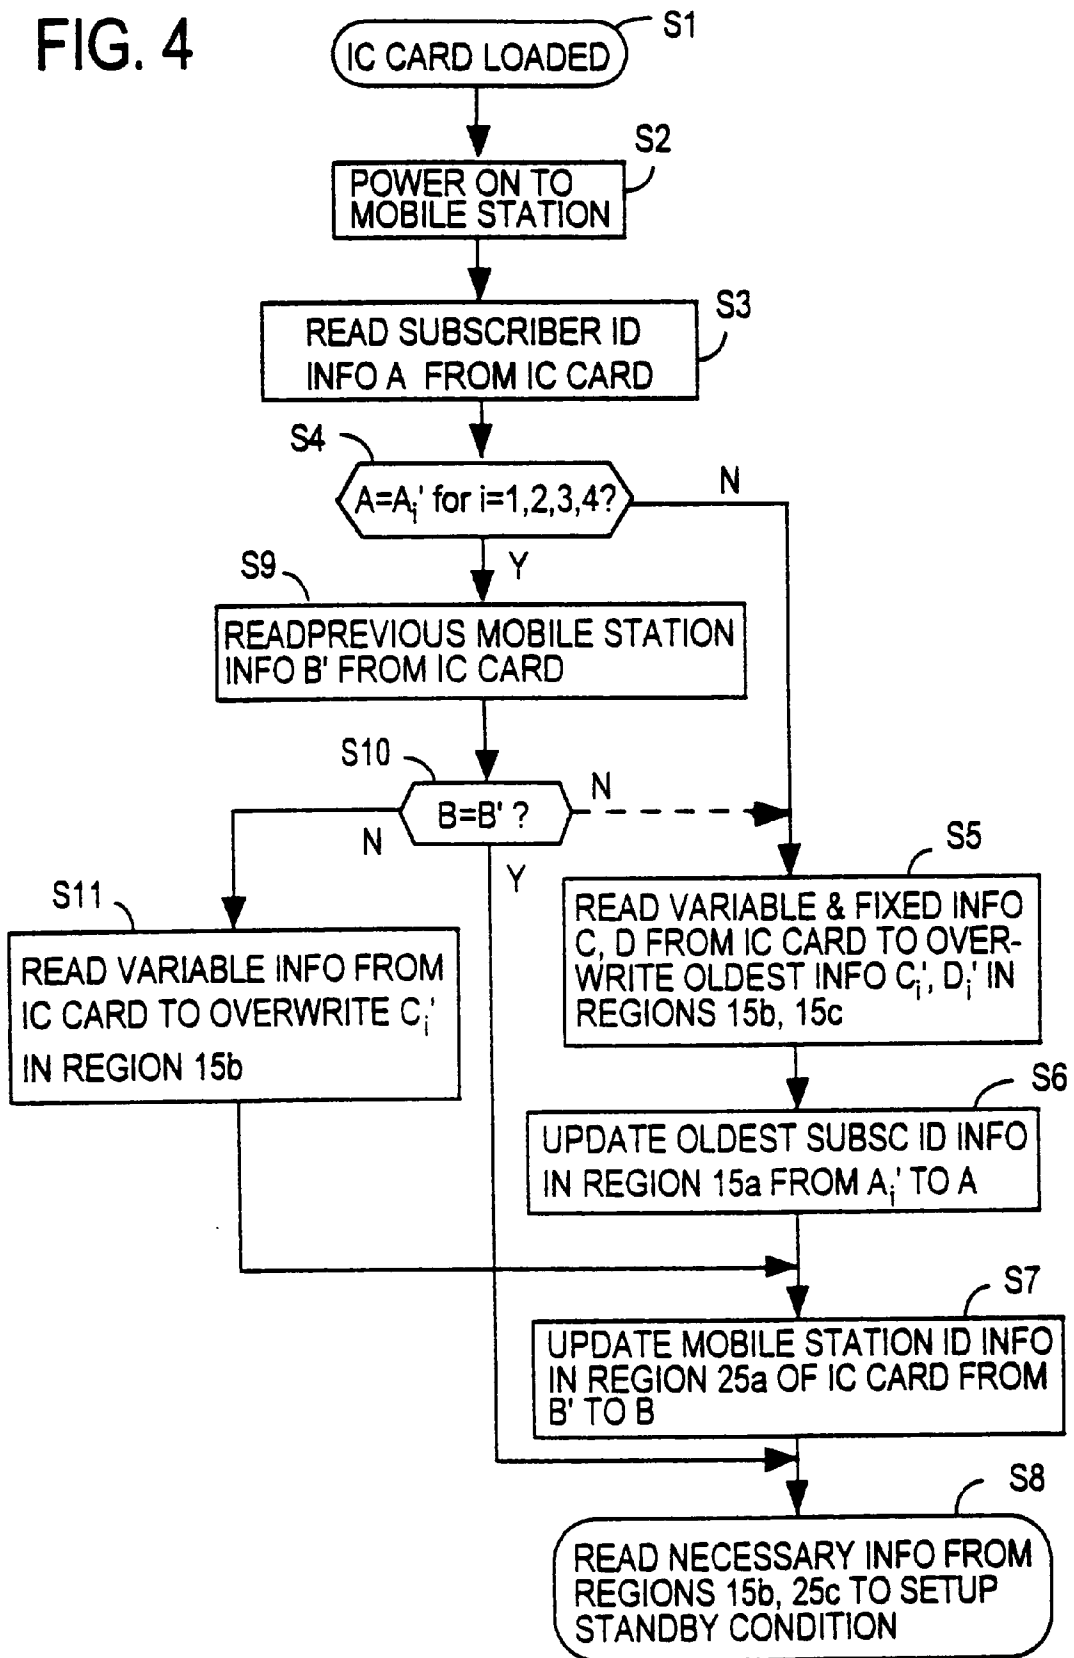 FIG. 4
S1
IC CARD LOADED
S2
POWER ON TO
MOBILE STATION
S3
READ SUBSCRIBER ID
INFO A FROM IC CARD
S4
A=Ai' for i=1,2,3,4?
N
Y
S9
READPREVIOUS MOBILE STATION
INFO B' FROM IC CARD
S10
B=B' ?
N
N
Y
S5
READ VARIABLE & FIXED INFO
C, D FROM IC CARD TO OVER-
WRITE OLDEST INFO Ci', Di' IN
REGIONS 15b, 15c
S11
READ VARIABLE INFO FROM
IC CARD TO OVERWRITE Ci'
IN REGION 15b
S6
UPDATE OLDEST SUBSC ID INFO
IN REGION 15a FROM Ai' TO A
S7
UPDATE MOBILE STATION ID INFO
IN REGION 25a OF IC CARD FROM
B' TO B
S8
READ NECESSARY INFO FROM
REGIONS 15b, 25c TO SETUP
STANDBY CONDITION